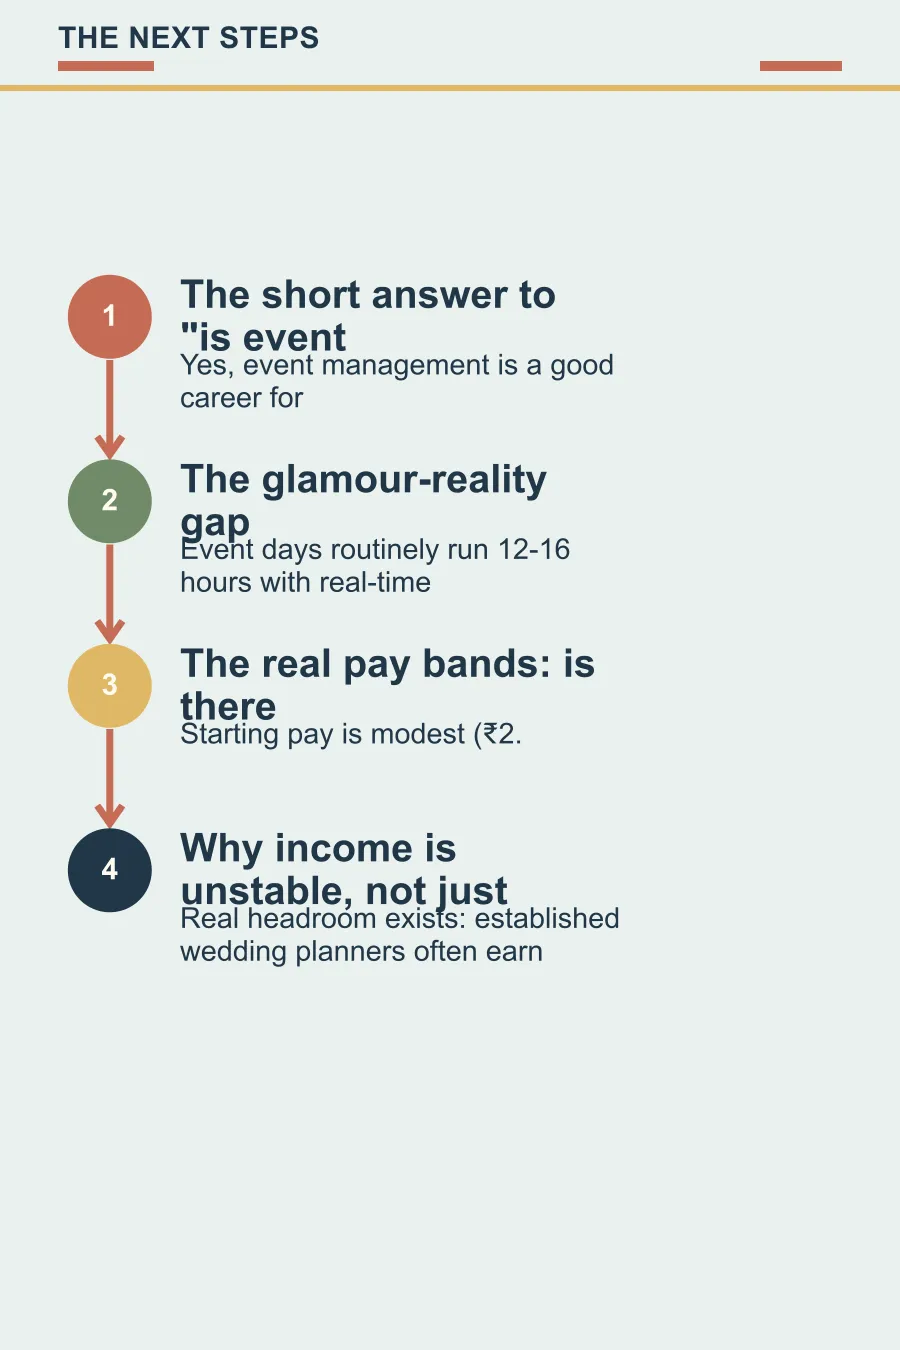 THE NEXT STEPS
1
The short answer to
"is event
Yes, event management is a good
career for
2
The glamour-reality
gap
Event days routinely run 12-16
hours with real-time
3
The real pay bands: is
there
Starting pay is modest (₹2.
4
Why income is
unstable, not just
Real headroom exists: established
wedding planners often earn